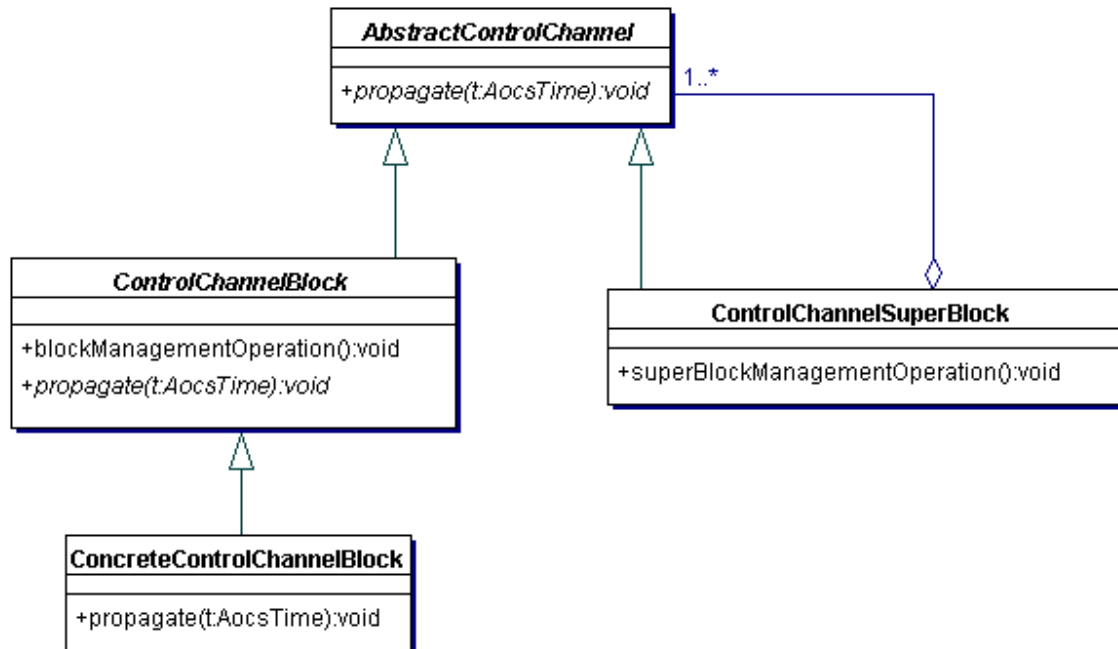 AbstractControlChannel
+propagate(t:AocsTime):void
1..*
ControlChannelBlock
+blockManagementOperation():void
+propagate(t:AocsTime):void
ControlChannelSuperBlock
+superBlockManagementOperation():void
ConcreteControlChannelBlock
+propagate(t:AocsTime):void